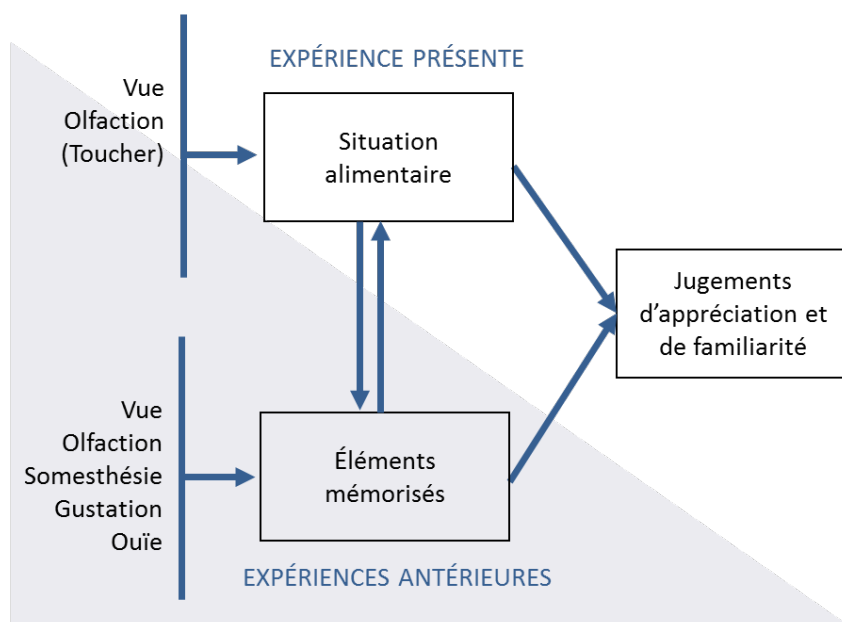 EXPÉRIENCE PRÉSENTE
Vue
Olfaction
(Toucher)
Situation
alimentaire
Jugements
d'appréciation et
de familiarité
Vue
Olfaction
Somesthésie
Gustation
Ouïe
Éléments
mémorisés
EXPÉRIENCES ANTÉRIEURES